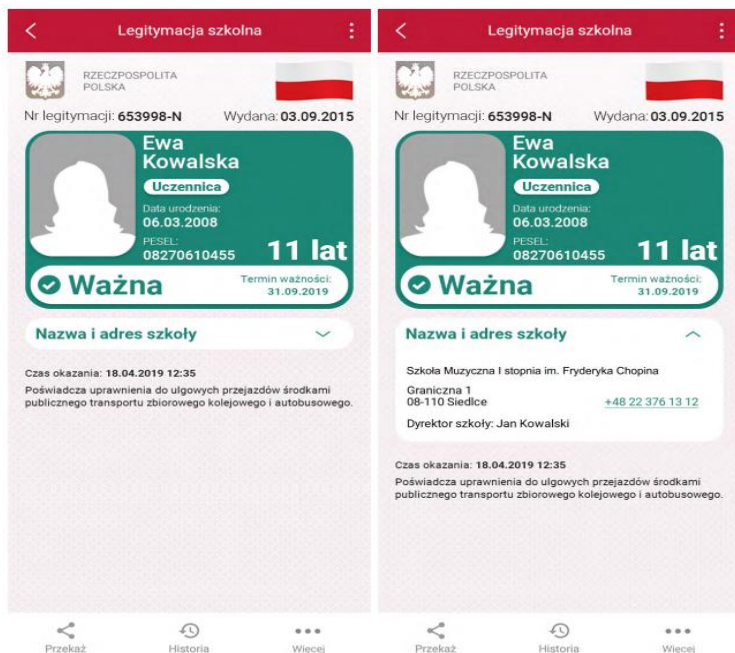 Legitymacja szkolna
RZECZPOSPOLITA
POLSKA
Nr legitymacji: 653998-N Wydana: 03.09.2015
Ewa
Kowalska
Uczennica
Data urodzenia:
06.03.2008
PESEL:
08270610455 11 lat
Ważna Termin ważności:
31.09.2019
Nazwa i adres szkoły
Czas okazania: 18.04.2019 12:35
Poświadcza uprawnienia do ulgowych przejazdów środkami
publicznego transportu zbiorowego kolejowego i autobusowego.
Przekaż Historia Więcej
Legitymacja szkolna
RZECZPOSPOLITA
POLSKA
Nr legitymacji: 653998-N Wydana: 03.09.2015
Ewa
Kowalska
Uczennica
Data urodzenia:
06.03.2008
PESEL:
08270610455 11 lat
Ważna Termin ważności:
31.09.2019
Nazwa i adres szkoły
Szkoła Muzyczna I stopnia im. Fryderyka Chopina
Graniczna 1
08-110 Siedlce +48 22 376 13 12
Dyrektor szkoły: Jan Kowalski
Czas okazania: 18.04.2019 12:35
Poświadcza uprawnienia do ulgowych przejazdów środkami
publicznego transportu zbiorowego kolejowego i autobusowego.
Przekaż Historia Więcej